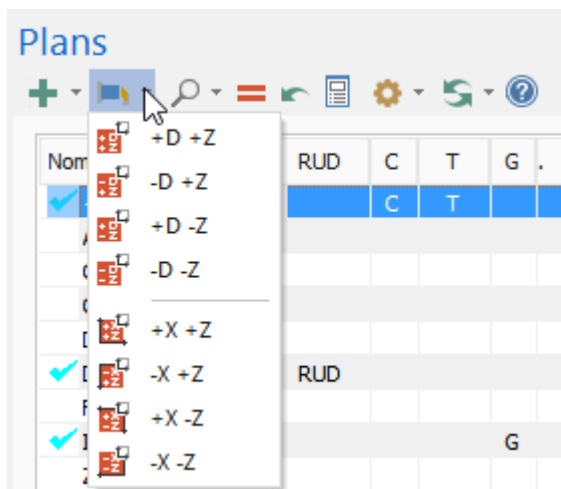 Plans
Nom RUD C T G .
C T
+D +Z
-D +Z
+D -Z
-D -Z
+X +Z
-X +Z
RUD
+X -Z
-X -Z
G